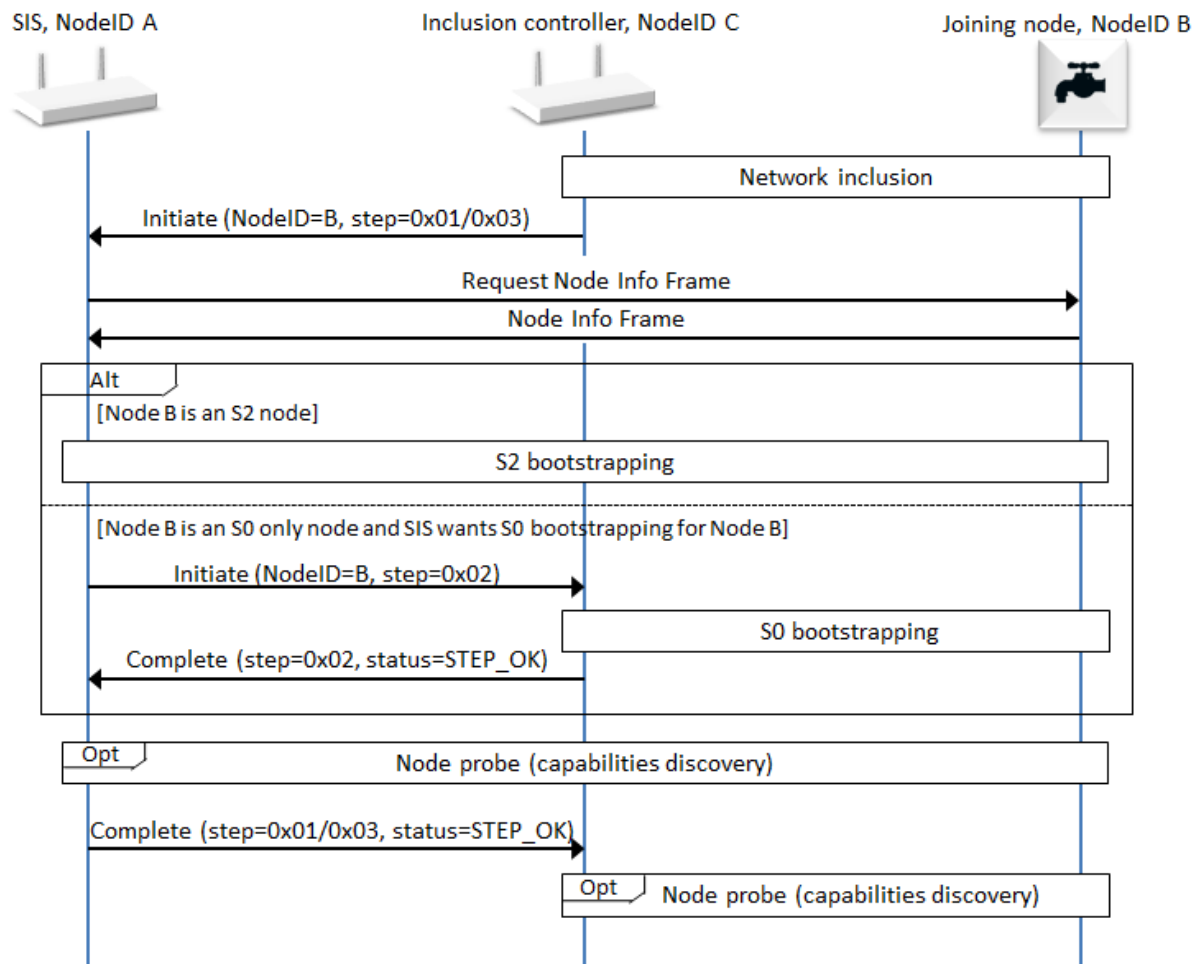 SIS, NodeID A
Inclusion controller, NodeID C
Joining node, NodeID B
Network inclusion
Initiate (NodeID=B, step=0x01/0x03)
Request Node Info Frame
Node Info Frame
Alt
[Node B is an S2 node]
S2 bootstrapping
[Node B is an S0 only node and SIS wants S0 bootstrapping for Node B]
Initiate (NodeID=B, step=0x02)
S0 bootstrapping
Complete (step=0x02, status=STEP_OK)
Opt
Node probe (capabilities discovery)
Complete (step=0x01/0x03, status=STEP_OK)
Opt
Node probe (capabilities discovery)